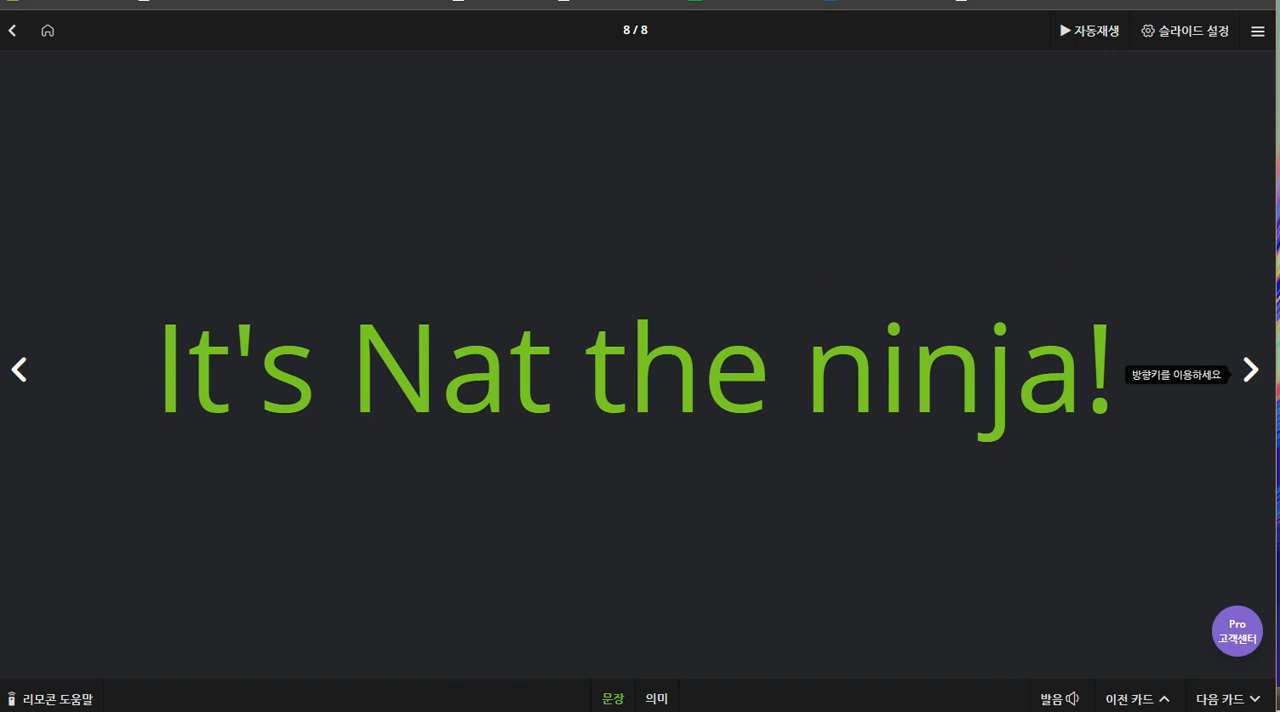 8 / 8
자동재생
슬라이드 설정
It's Nat the ninja!
방향키를 이용하세요
Pro
고객센터
리모콘 도움말
문장
의미
발음
이전 카드
다음 카드